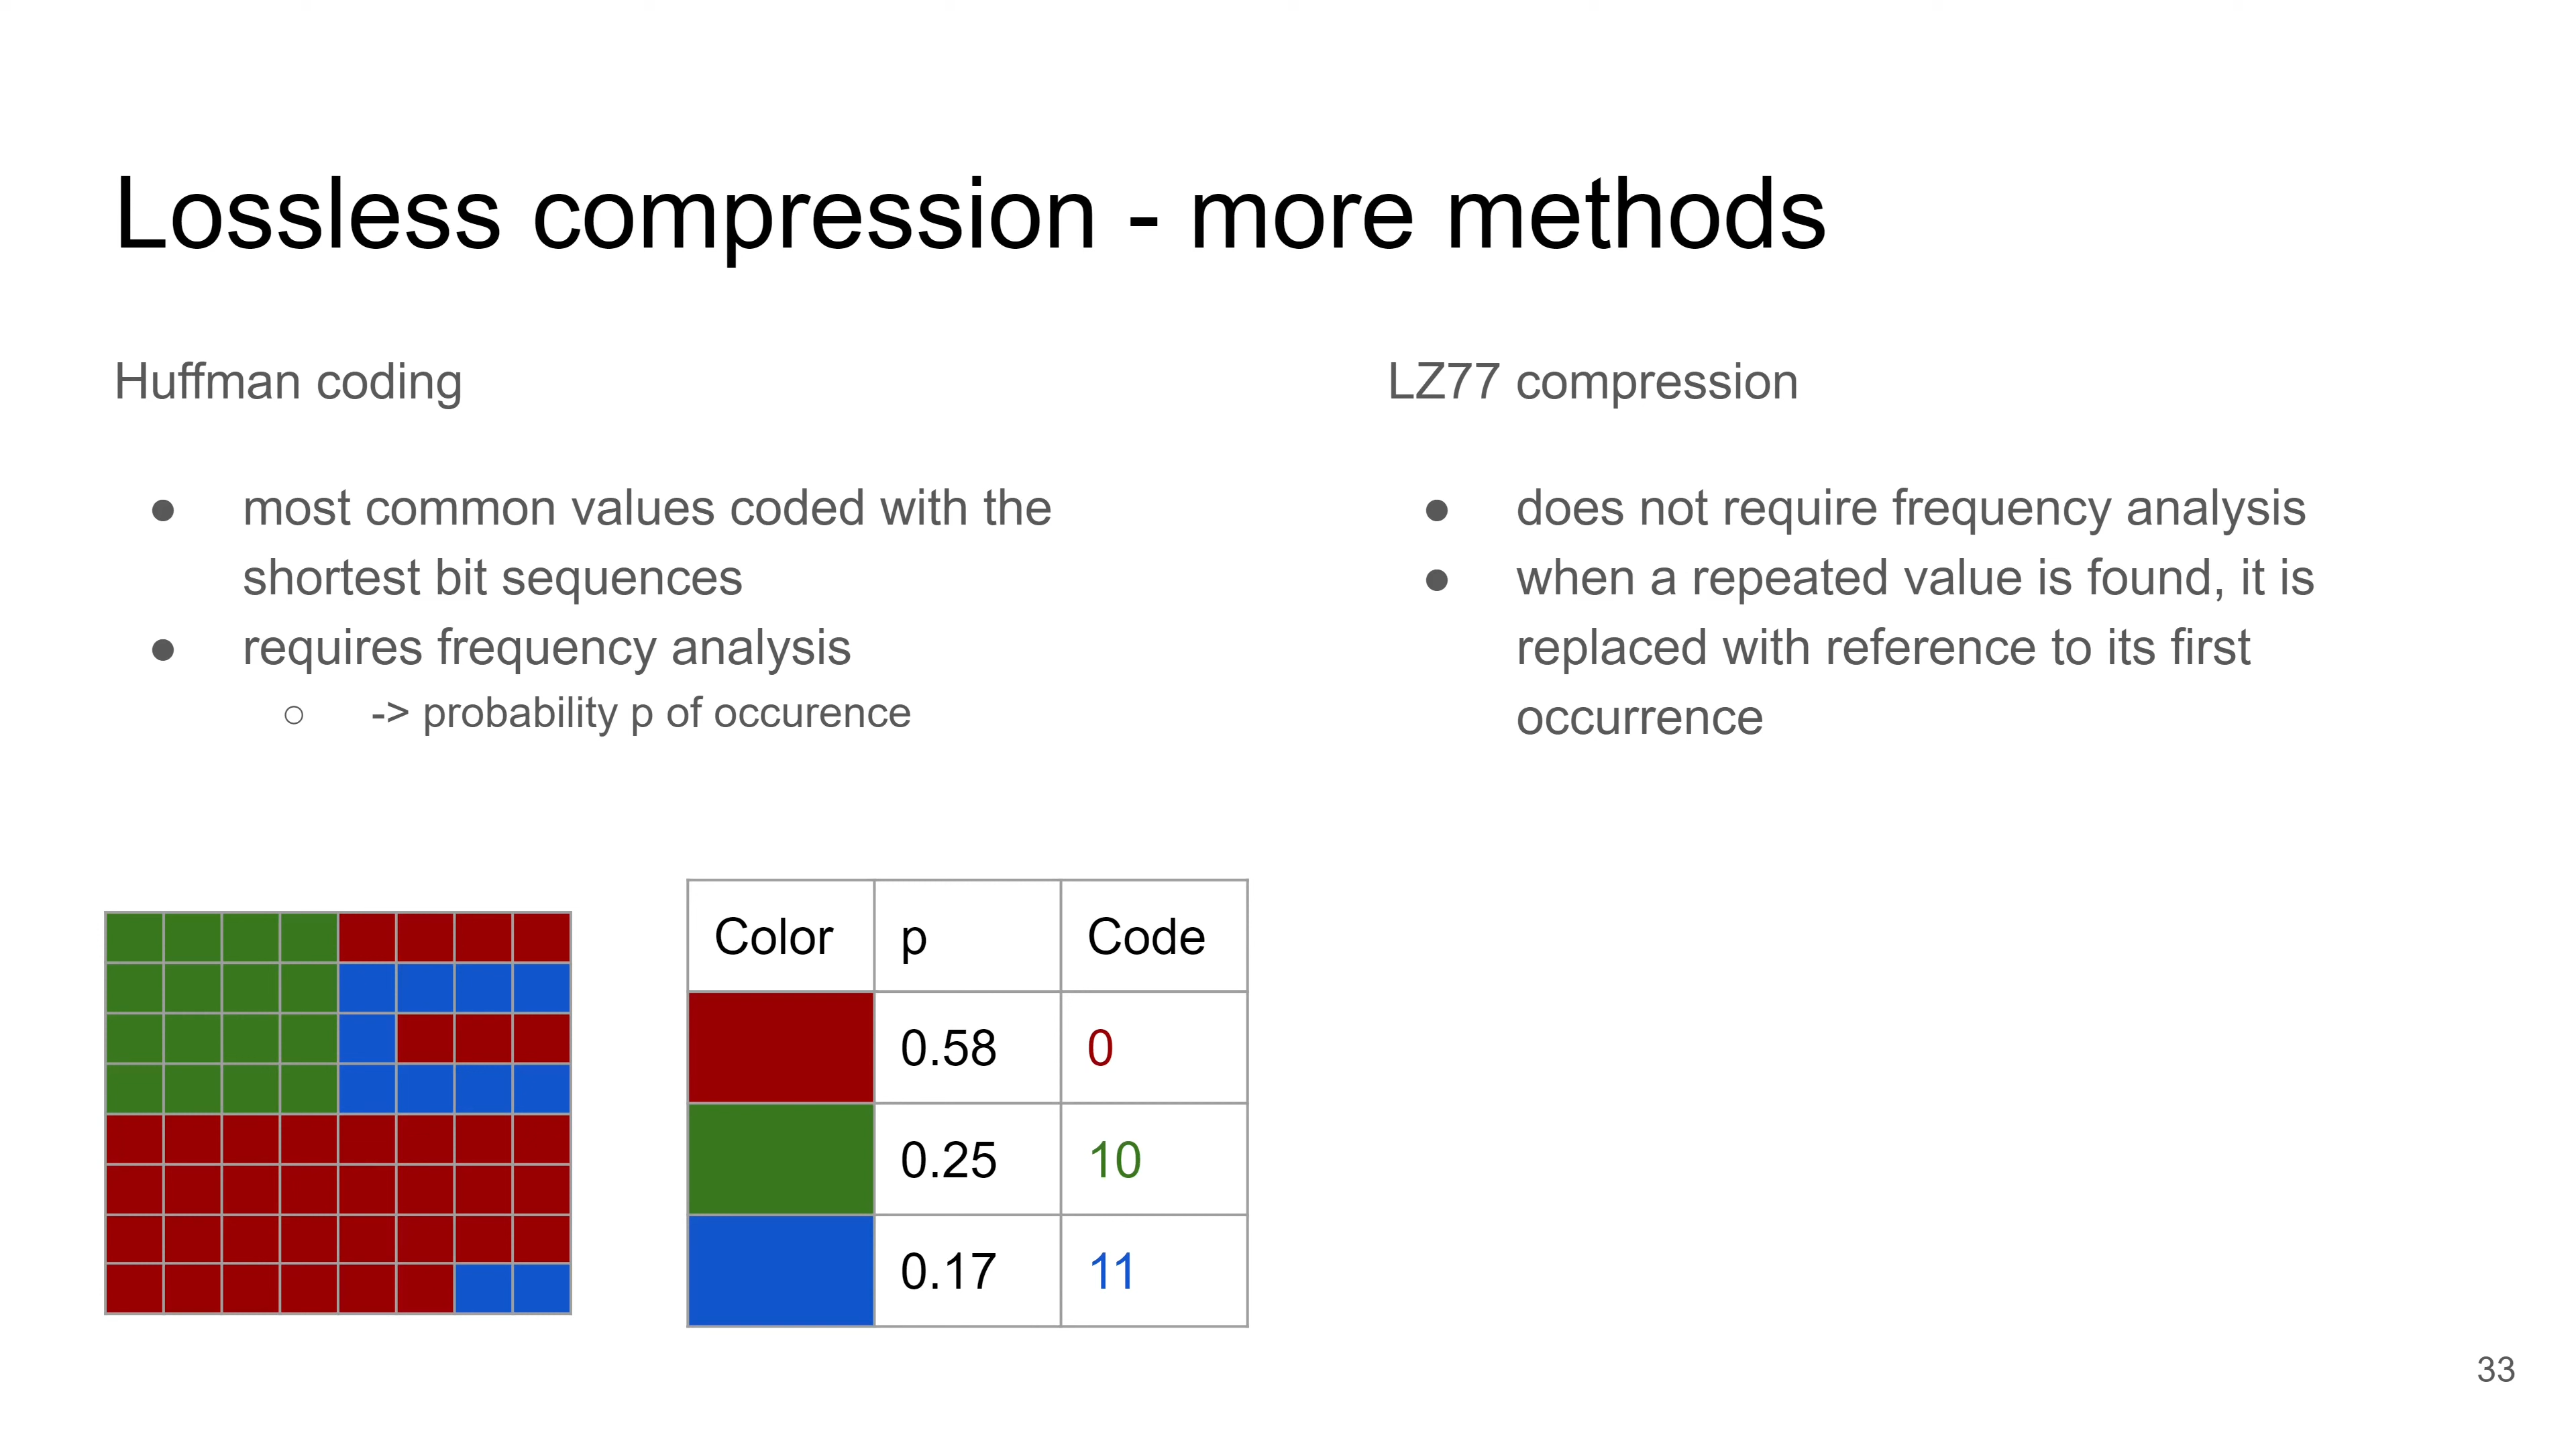 Lossless compression - more methods
Huffman coding
● most common values coded with the
shortest bit sequences
● requires frequency analysis
○ -> probability p of occurence
LZ77 compression
● does not require frequency analysis
● when a repeated value is found, it is
replaced with reference to its first
occurrence
Color p Code
0.58 0
0.25 10
0.17 11
33